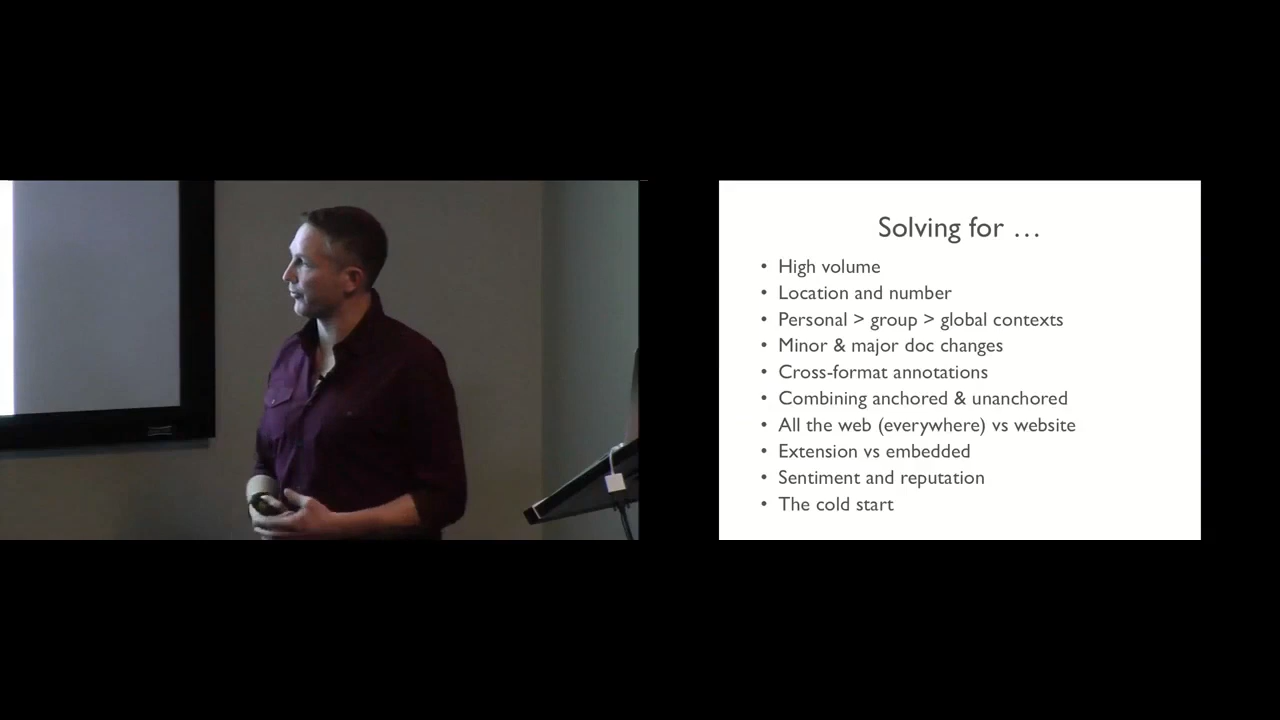 Solving for …
• High volume
• Location and number
• Personal > group > global contexts
• Minor & major doc changes
• Cross-format annotations
• Combining anchored & unanchored
• All the web (everywhere) vs website
• Extension vs embedded
• Sentiment and reputation
• The cold start